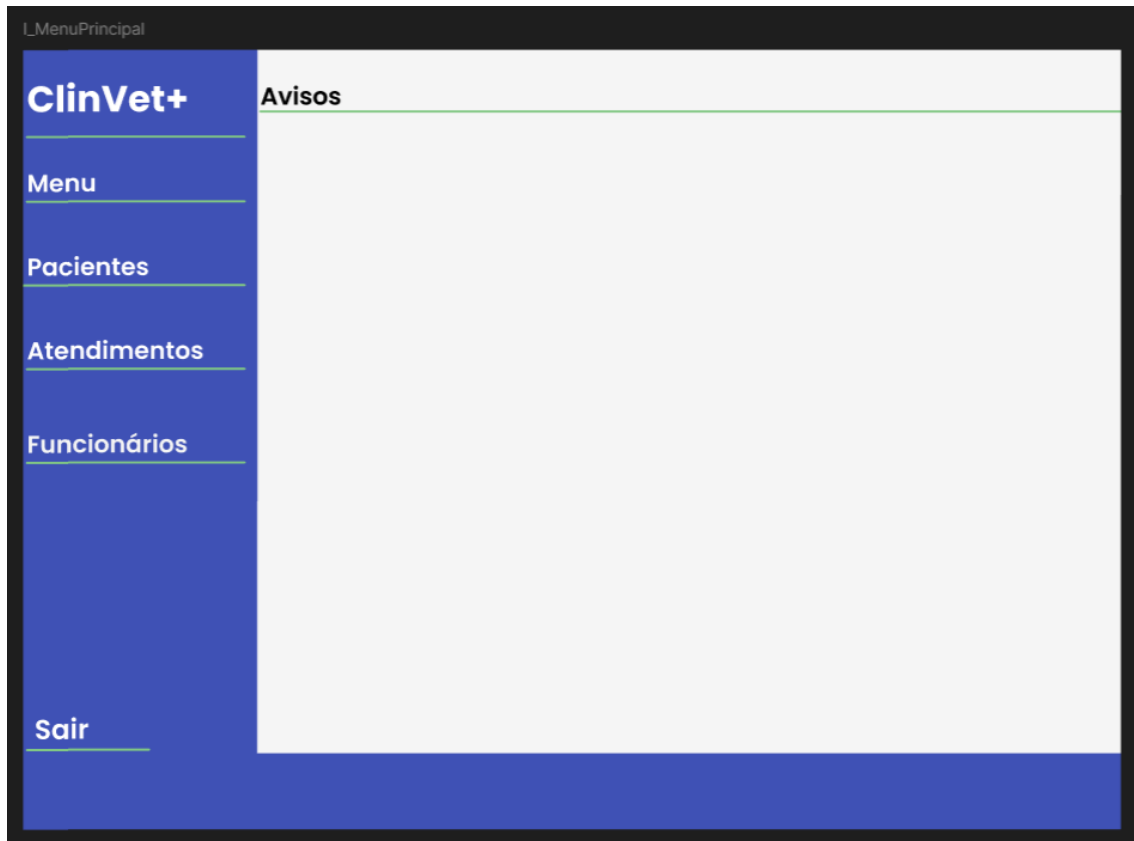 I_MenuPrincipal
ClinVet+
Menu
Pacientes
Atendimentos
Funcionários
Sair
Avisos